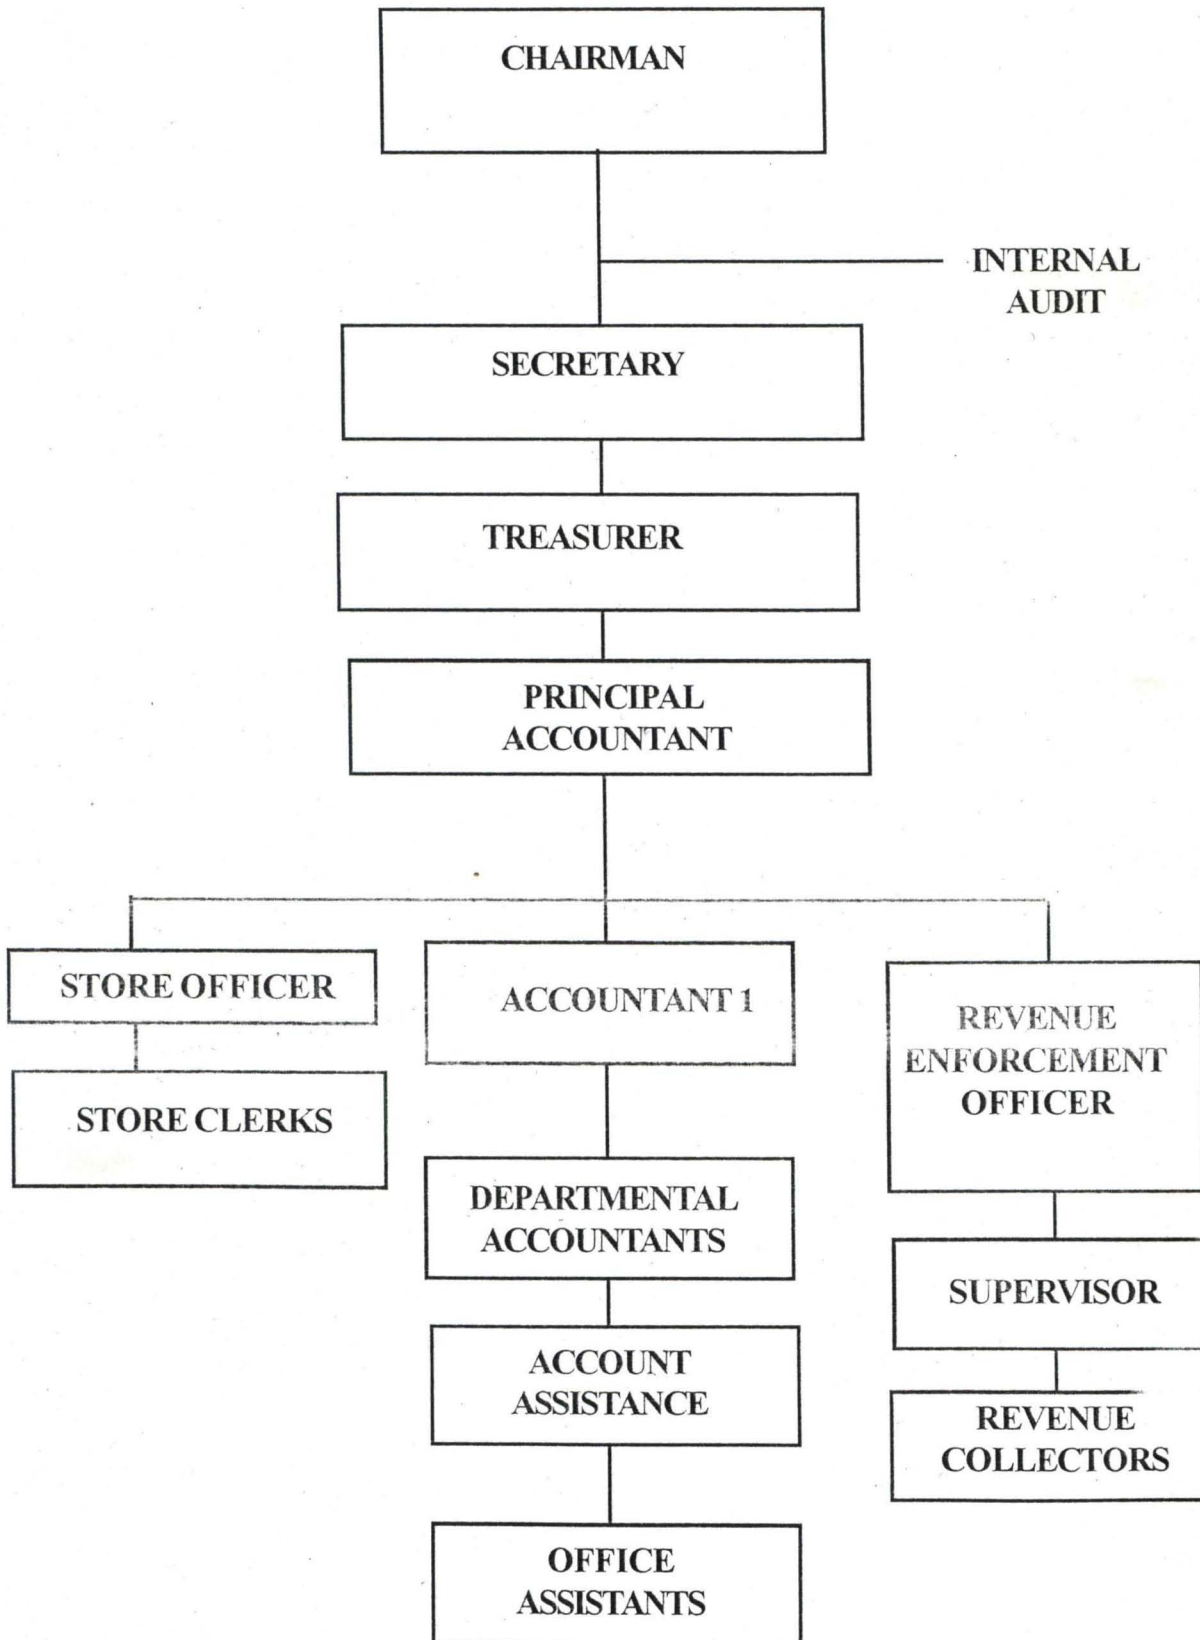 CHAIRMAN
INTERNAL
AUDIT
SECRETARY
TREASURER
PRINCIPAL
ACCOUNTANT
STORE OFFICER
ACCOUNTANT 1
REVENUE
ENFORCEMENT
OFFICER
STORE CLERKS
DEPARTMENTAL
ACCOUNTANTS
SUPERVISOR
ACCOUNT
ASSISTANCE
REVENUE
COLLECTORS
OFFICE
ASSISTANTS